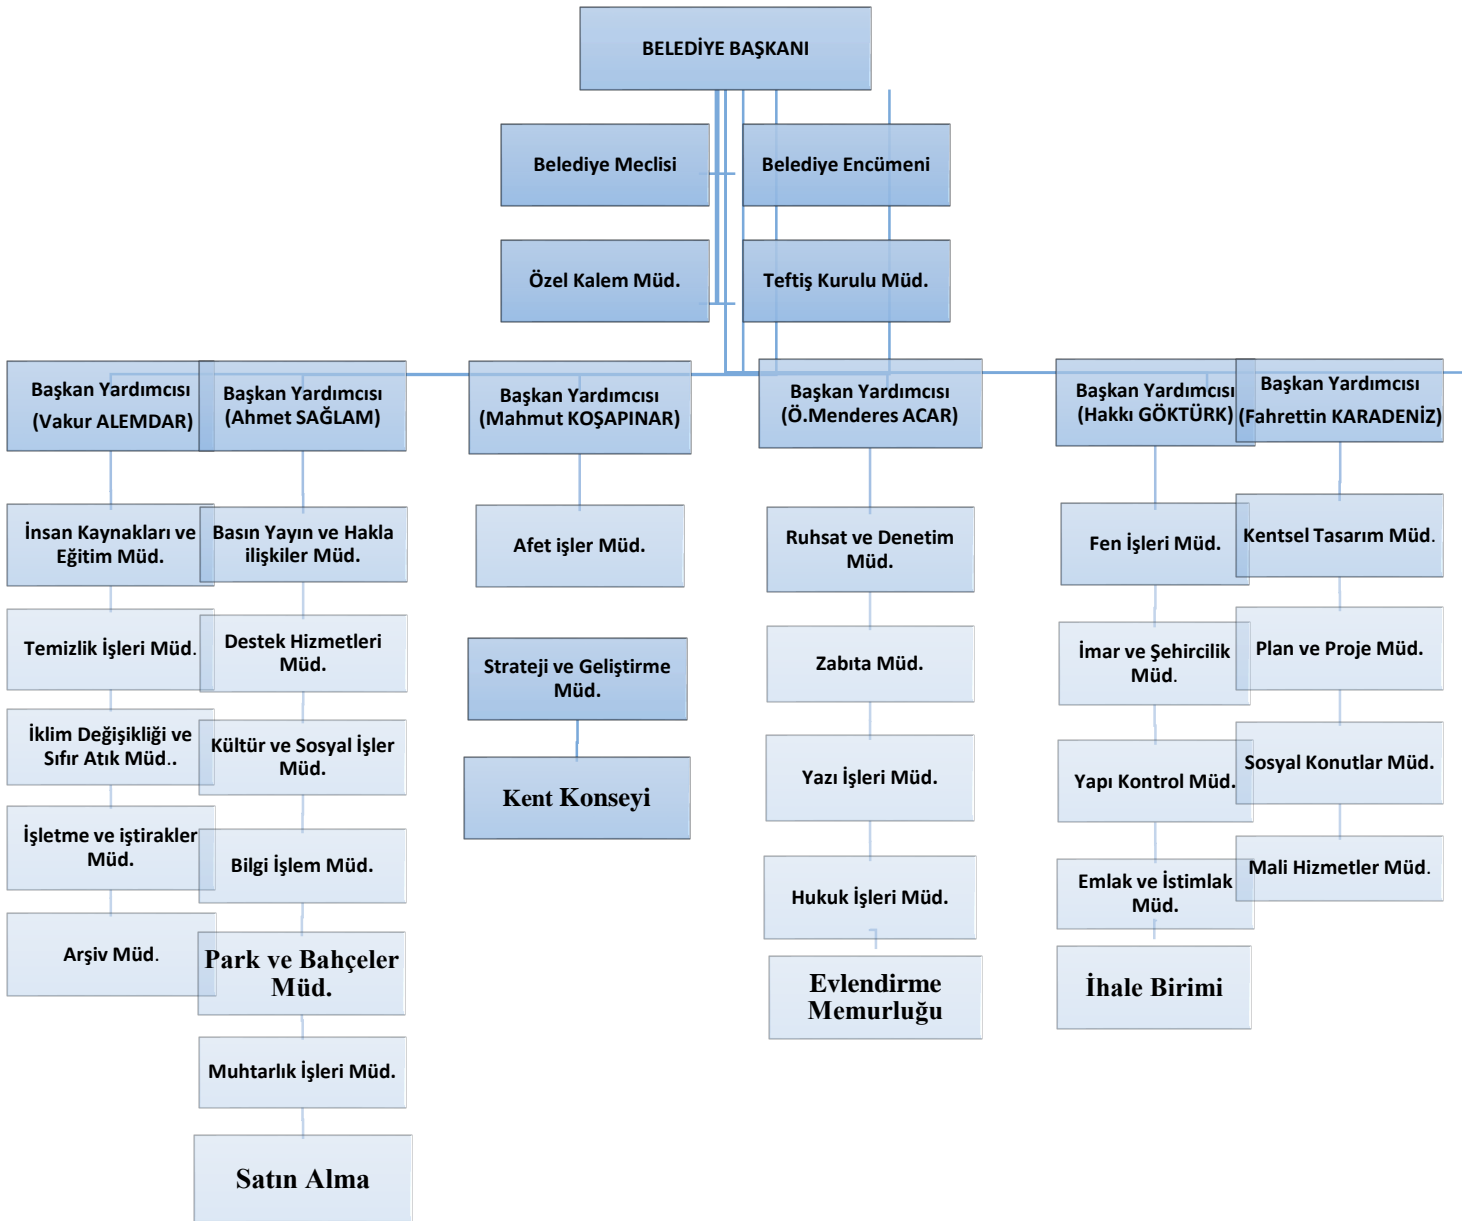 BELEDİYE BAŞKANI
Belediye Meclisi
Belediye Encümeni
Özel Kalem Müd.
Teftiş Kurulu Müd.
Başkan Yardımcısı
(Vakur ALEMDAR)
İnsan Kaynakları ve
Eğitim Müd.
Temizlik İşleri Müd.
İklim Değişikliği ve
Sıfır Atık Müd..
İşletme ve iştirakler
Müd.
Arşiv Müd.
Başkan Yardımcısı
(Ahmet SAĞLAM)
Basın Yayın ve Hakla
ilişkiler Müd.
Destek Hizmetleri
Müd.
Kültür ve Sosyal İşler
Müd.
Bilgi İşlem Müd.
Park ve Bahçeler
Müd.
Muhtarlık İşleri Müd.
Satın Alma
Başkan Yardımcısı
(Mahmut KOŞAPINAR)
Afet işler Müd.
Strateji ve Geliştirme
Müd.
Kent Konseyi
Başkan Yardımcısı
(Ö.Menderes ACAR)
Ruhsat ve Denetim
Müd.
Zabıta Müd.
Yazı İşleri Müd.
Hukuk İşleri Müd.
Evlendirme
Memurluğu
Başkan Yardımcısı
(Hakkı GÖKTÜRK)
Fen İşleri Müd.
İmar ve Şehircilik
Müd.
Yapı Kontrol Müd.
Emlak ve İstimlak
Müd.
İhale Birimi
Başkan Yardımcısı
(Fahrettin KARADENİZ)
Kentsel Tasarım Müd.
Plan ve Proje Müd.
Sosyal Konutlar Müd.
Mali Hizmetler Müd.